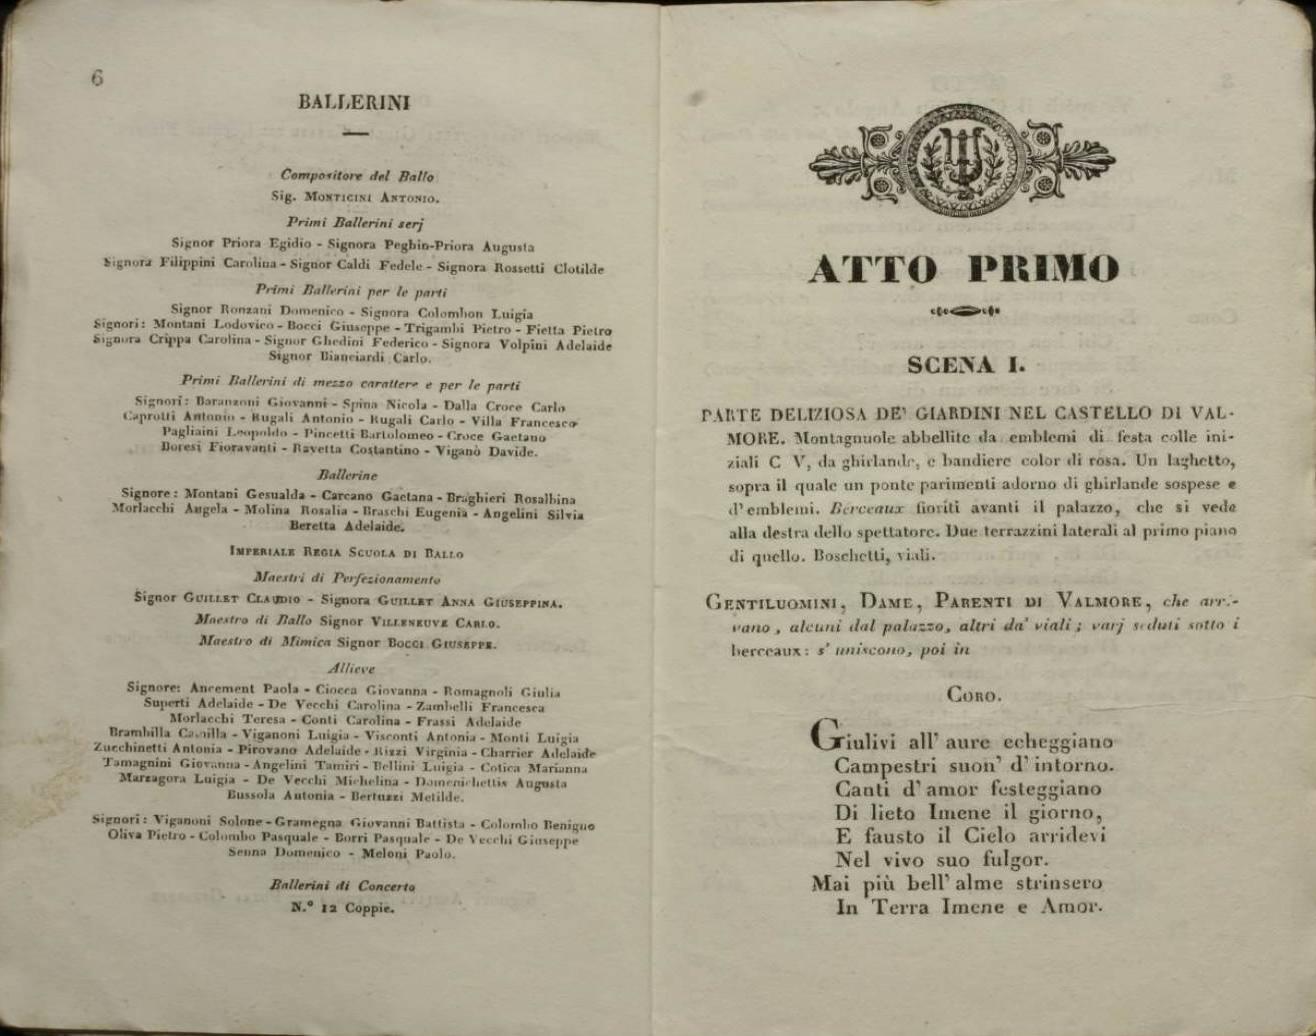 6
BALLERINI
Compositore del Ballo
Sig. MONTICINI ANTONIO.
Primi Ballerini serj
Signor Priora Egidio - Signora Peghin-Priora Augusta
Signora Filippini Carolina - Signor Caldi Fedele - Signora Rossetti Clotilde
Primi Ballerini per le parti
Signor Ronzani Domenico - Signora Colombon Luigia
Signori: Montani Lodovico - Bocci Giuseppe - Trigambi Pietro - Fietta Pietro
Signora Crippa Carolina - Signor Ghedini Federico - Signora Volpini Adelaide
Signor Bianciardi Carlo.
Primi Ballerini di mezzo carattere e per le parti
Signori: Baranzoni Giovanni - Spina Nicola - Dalla Croce Carlo
Caprotti Antonio - Rugali Antonio - Rugali Carlo - Villa Francesco
Pagliaini Leopoldo - Pincetti Bartolomeo - Croce Gaetano
Boresi Fioravanti - Ravetta Costantino - Viganò Davide.
Ballerine
Signore: Montani Gesualda - Carcano Gaetana - Braghieri Rosalbina
Morlacchi Angela - Molina Rosalia - Braschi Eugenia - Angelini Silvia
Beretta Adelaide.
IMPERIALE REGIA SCUOLA DI BALLO
Maestri di Perfezionamento
Signor GUILLET CLAUDIO - Signora GUILLET ANNA GIUSEPPINA.
Maestro di Ballo Signor VILLENEUVE CARLO.
Maestro di Mimica Signor BOCCI GIUSEPPE.
Allieve
Signore: Ancement Paola - Ciocca Giovanna - Romagnoli Giulia
Superti Adelaide - De Vecchi Carolina - Zambelli Francesca
Morlacchi Teresa - Conti Carolina - Frassi Adelaide
Brambilla Camilla - Viganoni Luigia - Visconti Antonia - Monti Luigia
Zucchinetti Antonia - Pirovano Adelaide - Rizzi Virginia - Charrier Adelaide
Tamagnini Giovanna - Angelini Tamiri - Bellini Luigia - Cotica Marianna
Marzagora Luigia - De Vecchi Michelina - Domenichettis Augusta
Bussola Antonia - Bertuzzi Metilde.
Signori: Viganoni Solone - Gramegna Giovanni Battista - Colombo Benigno
Oliva Pietro - Colombo Pasquale - Borri Pasquale - De Vecchi Giuseppe
Senna Domenico - Meloni Paolo.
Ballerini di Concerto
N.º 12 Coppie.
ATTO PRIMO
SCENA I.
PARTE DELIZIOSA DE' GIARDINI NEL CASTELLO DI VAL-
MORE. Montagnuole abbellite da emblemi di festa colle ini-
ziali C V, da ghirlande, e bandiere color di rosa. Un laghetto,
sopra il quale un ponte parimenti adorno di ghirlande sospese e
d'emblemi. Berceaux fioriti avanti il palazzo, che si vede
alla destra dello spettatore. Due terrazzini laterali al primo piano
di quello. Boschetti, viali.
GENTILUOMINI, DAME, PARENTI DI VALMORE, che arri-
vano, alcuni dal palazzo, altri da' viali; varj seduti sotto i
berceaux: s'uniscono, poi in
CORO.
Giulivi all' aure echeggiano
Campestri suon' d' intorno.
Canti d' amor festeggiano
Di lieto Imene il giorno,
E fausto il Cielo arridevi
Nel vivo suo fulgor.
Mai più bell' alme strinsero
In Terra Imene e Amor.